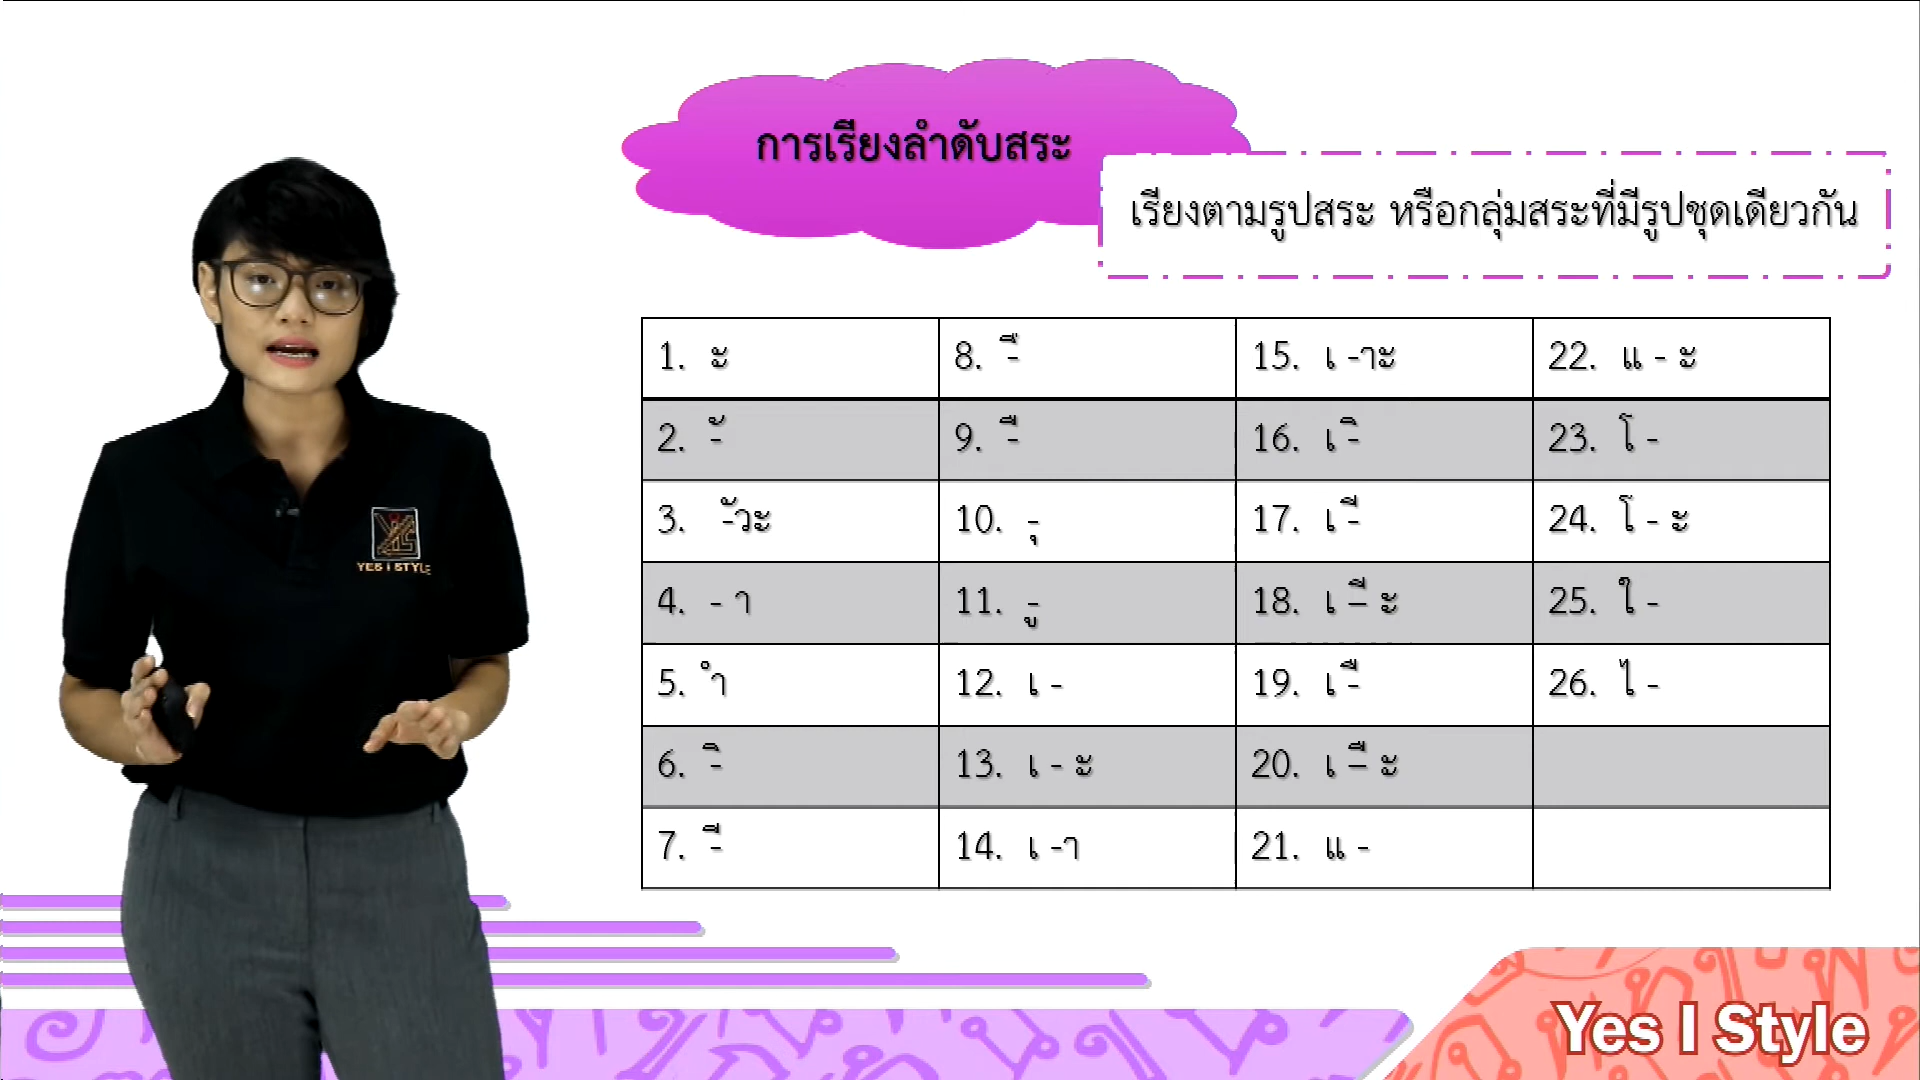 การเรียงลำดับสระ
เรียงตามรูปสระ หรือกลุ่มสระที่มีรูปชุดเดียวกัน
1. ะ 8. -ึ 15. เ -าะ 22. แ - ะ
2. -ั 9. -ื 16. เ -ิ 23. โ -
3. -ัวะ 10. -ุ 17. เ -ี 24. โ - ะ
4. - า 11. -ู 18. เ -ี ะ 25. ใ -
5. ำ 12. เ - 19. เ -ื 26. ไ -
6. -ิ 13. เ - ะ 20. เ -ื ะ
7. -ี 14. เ -า 21. แ -
YES I STYLE
Yes I Style